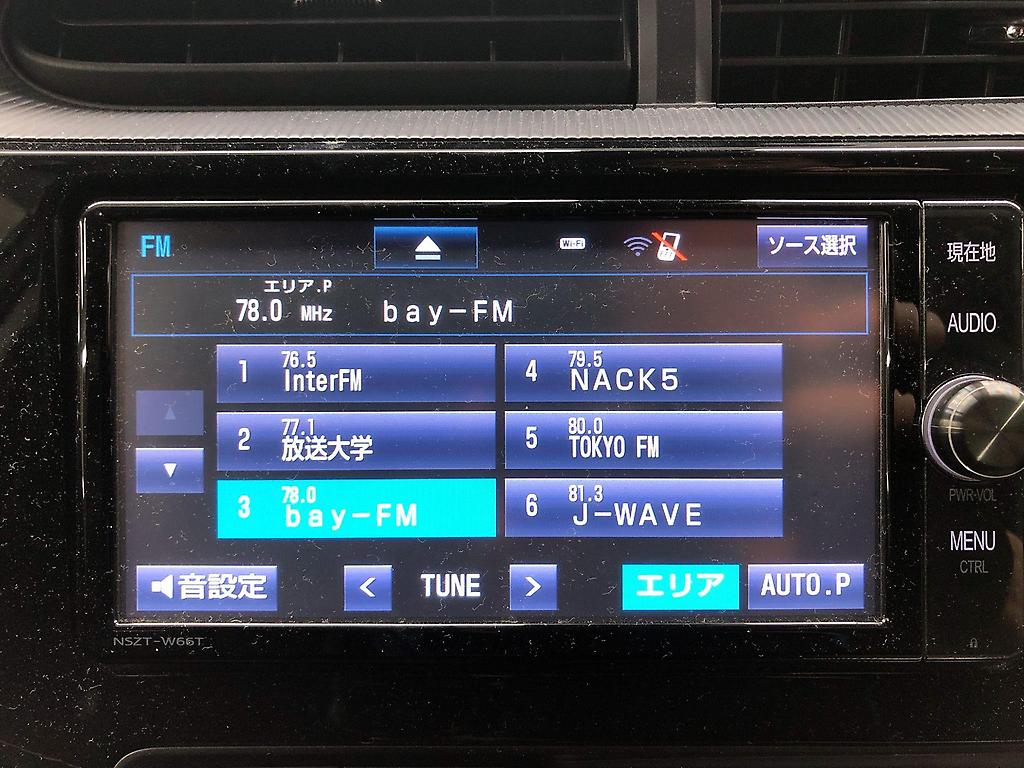 FM
Wi-Fi
ソース選択
エリア.P
78.0 MHz bay-FM
1 76.5
InterFM
4 79.5
NACK5
2 77.1
放送大学
5 80.0
TOKYO FM
3 78.0
bay-FM
6 81.3
J-WAVE
音設定
< TUNE >
エリア
AUTO.P
NSZT-W66T
現在地
AUDIO
PWR·VOL
MENU
CTRL